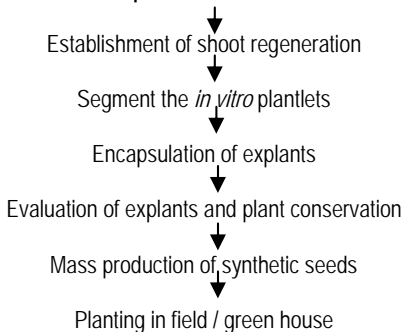 Establishment of shoot regeneration
Segment the in vitro plantlets
Encapsulation of explants
Evaluation of explants and plant conservation
Mass production of synthetic seeds
Planting in field / green house